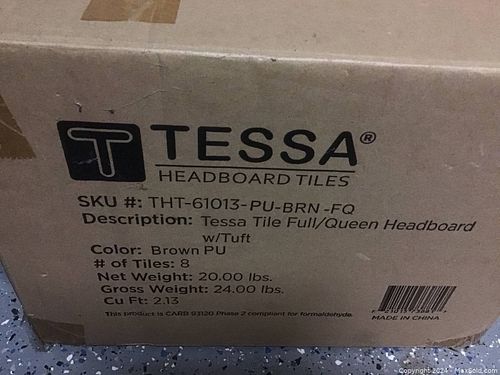 T TESSA®
HEADBOARD TILES
SKU #: THT-61013-PU-BRN-FQ
Description: Tessa Tile Full/Queen Headboard
w/Tuft
Color: Brown PU
# of Tiles: 8
Net Weight: 20.00 lbs.
Gross Weight: 24.00 lbs.
Cu Ft: 2.13
This product is CARB 93120 Phase 2 compliant for formaldehyde.
MADE IN CHINA
Copyright 2024 - MaxSold.com